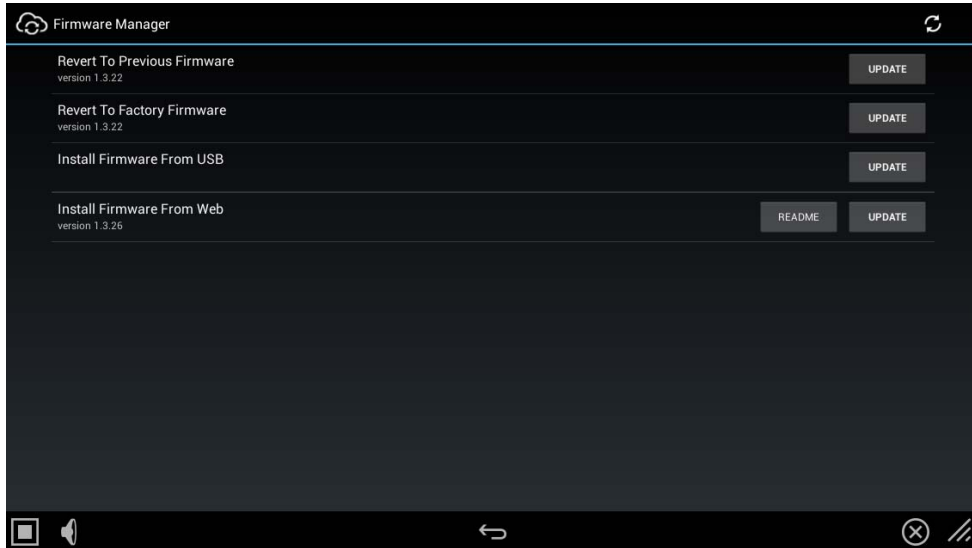 Firmware Manager
Revert To Previous Firmware
version 1.3.22
UPDATE
Revert To Factory Firmware
version 1.3.22
UPDATE
Install Firmware From USB
UPDATE
Install Firmware From Web
version 1.3.26
README
UPDATE